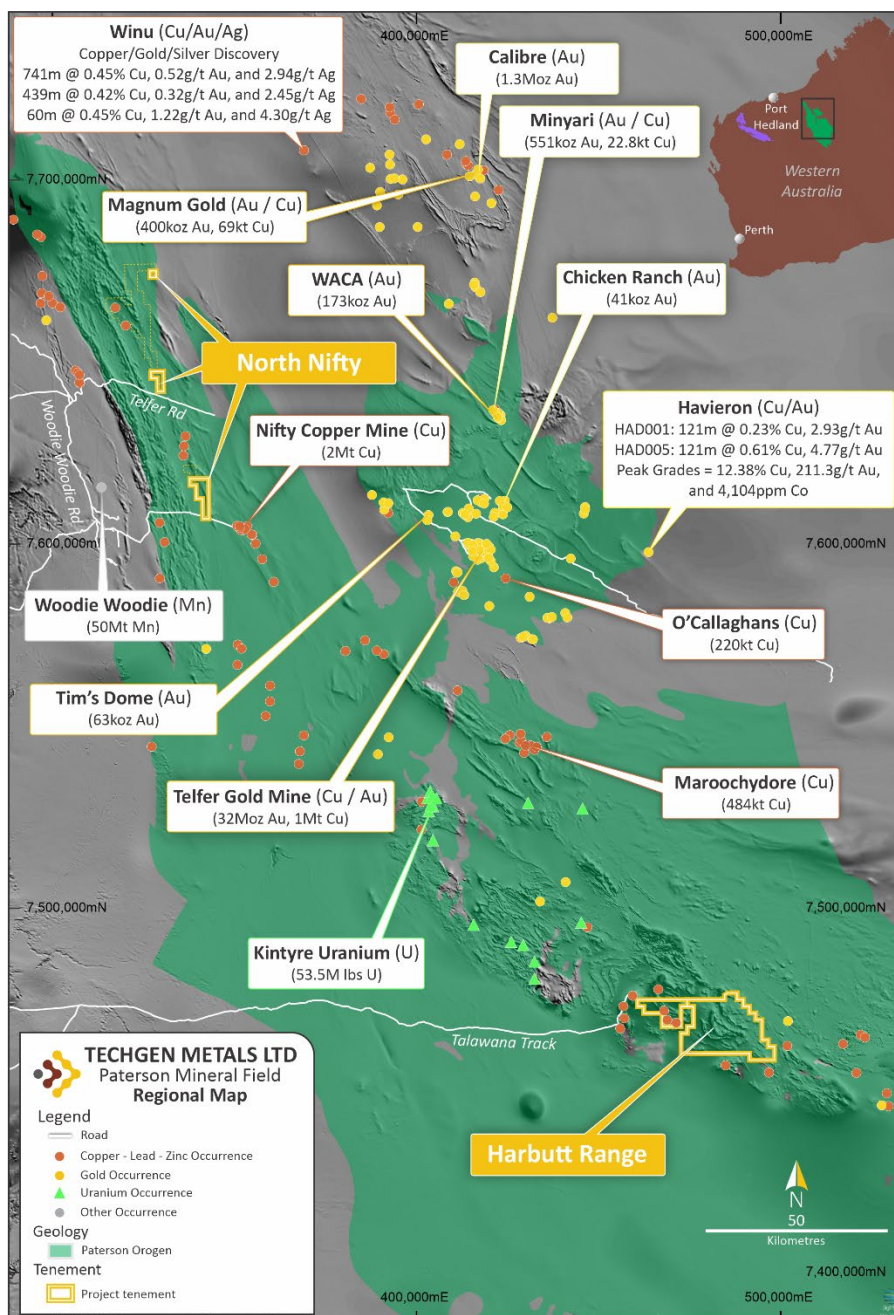 Winu (Cu/Au/Ag)
Copper/Gold/Silver Discovery
741m @ 0.45% Cu, 0.52g/t Au, and 2.94g/t Ag
439m @ 0.42% Cu, 0.32g/t Au, and 2.45g/t Ag
60m @ 0.45% Cu, 1.22g/t Au, and 4.30g/t Ag
400,000mE
500,000mE
Calibre (Au)
(1.3Moz Au)
Minyari (Au / Cu)
(551koz Au, 22.8kt Cu)
Port
Hedland
Western
Australia
Perth
7,700,000mN
7,700,000mN
Magnum Gold (Au / Cu)
(400koz Au, 69kt Cu)
WACA (Au)
(173koz Au)
Chicken Ranch (Au)
(41koz Au)
North Nifty
Telfer Rd
Woodie Woodie Rd
Nifty Copper Mine (Cu)
(2Mt Cu)
Havieron (Cu/Au)
HAD001: 121m @ 0.23% Cu, 2.93g/t Au
HAD005: 121m @ 0.61% Cu, 4.77g/t Au
Peak Grades = 12.38% Cu, 211.3g/t Au,
and 4,104ppm Co
7,600,000mN
7,600,000mN
Woodie Woodie (Mn)
(50Mt Mn)
O'Callaghans (Cu)
(220kt Cu)
Tim's Dome (Au)
(63koz Au)
Telfer Gold Mine (Cu / Au)
(32Moz Au, 1Mt Cu)
Maroochydore (Cu)
(484kt Cu)
7,500,000mN
7,500,000mN
Kintyre Uranium (U)
(53.5M lbs U)
Talawana Track
Harbutt Range
TECHGEN METALS LTD
Paterson Mineral Field
Regional Map
Legend
Road
Copper - Lead - Zinc Occurrence
Gold Occurrence
Uranium Occurrence
Other Occurrence
Geology
Paterson Orogen
Tenement
Project tenement
N
50
Kilometres
7,400,000mN
400,000mE
500,000mE